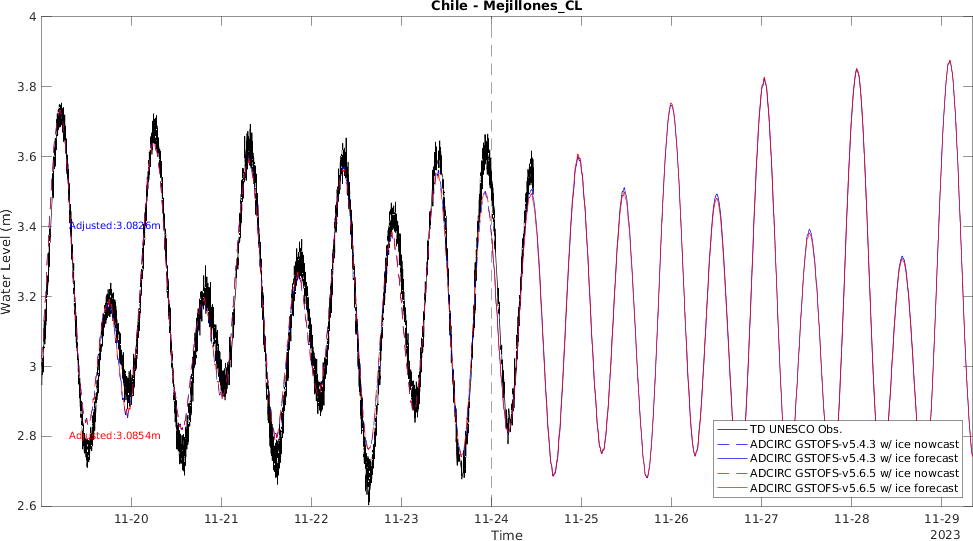 Chile - Mejillones_CL
4
3.8
3.6
3.4
3.2
3
2.8
2.6
Water Level (m)
Adjusted:3.0826m
Adjusted:3.0854m
TD UNESCO Obs.
ADCIRC GSTOFS-v5.4.3 w/ ice nowcast
ADCIRC GSTOFS-v5.4.3 w/ ice forecast
ADCIRC GSTOFS-v5.6.5 w/ ice nowcast
ADCIRC GSTOFS-v5.6.5 w/ ice forecast
11-20 11-21 11-22 11-23 11-24 11-25 11-26 11-27 11-28 11-29
Time
2023